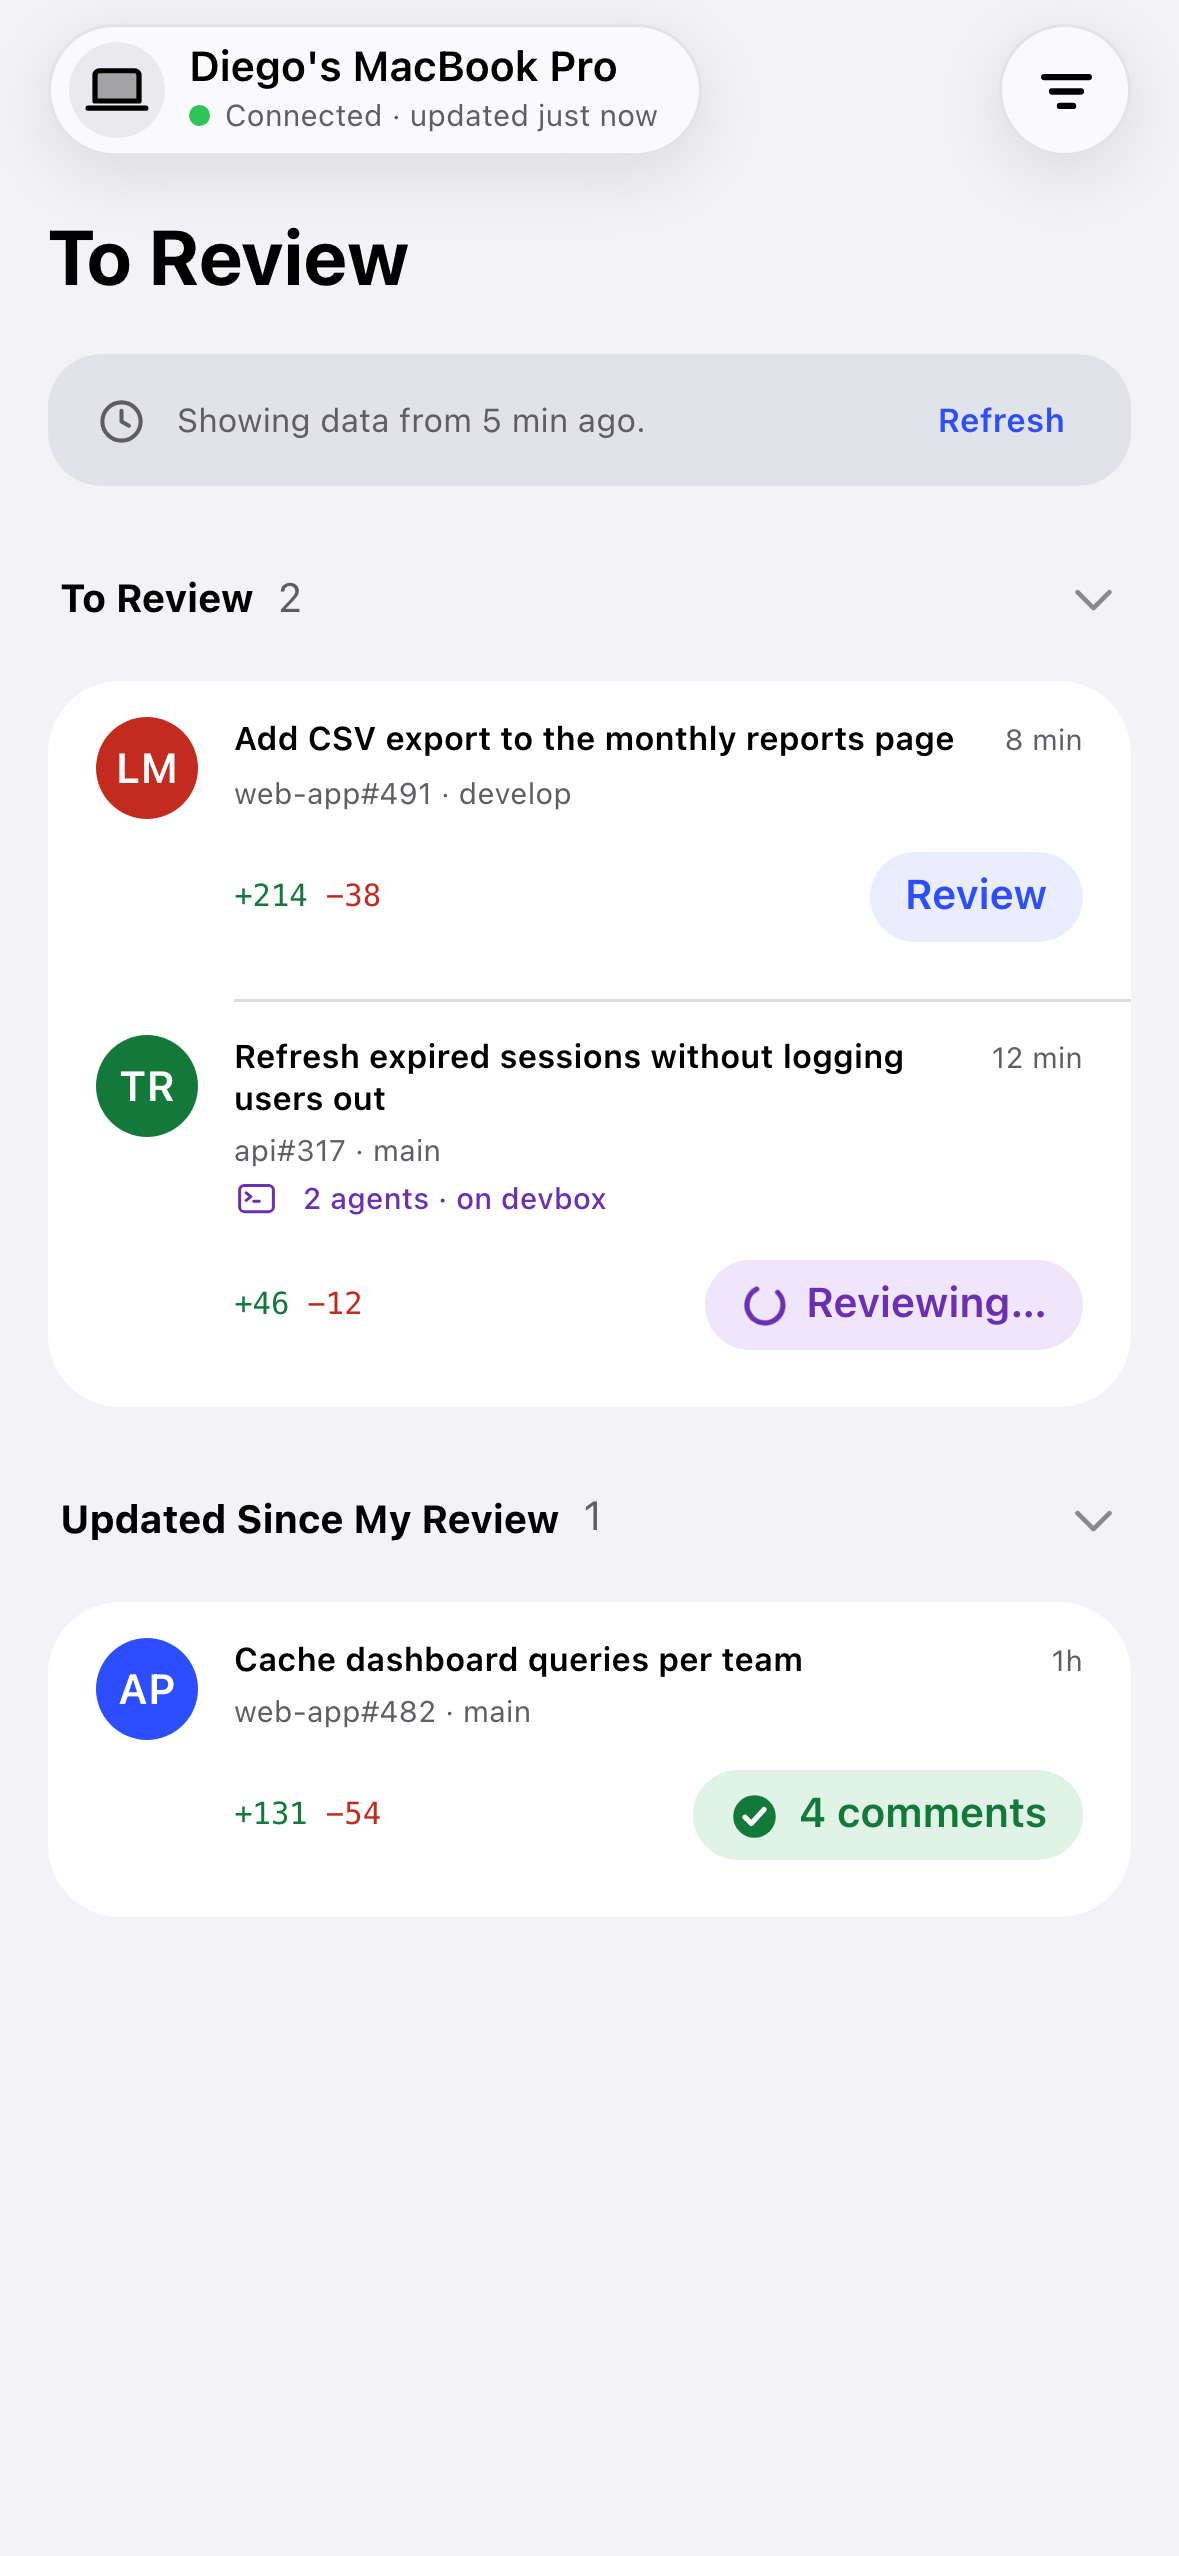 Diego's MacBook Pro
Connected · updated just now
To Review
Showing data from 5 min ago.
Refresh
To Review 2
LM
Add CSV export to the monthly reports page
8 min
web-app#491 · develop
+214 −38
Review
TR
Refresh expired sessions without logging
users out
12 min
api#317 · main
2 agents · on devbox
+46 −12
Reviewing...
Updated Since My Review 1
AP
Cache dashboard queries per team
1h
web-app#482 · main
+131 −54
4 comments